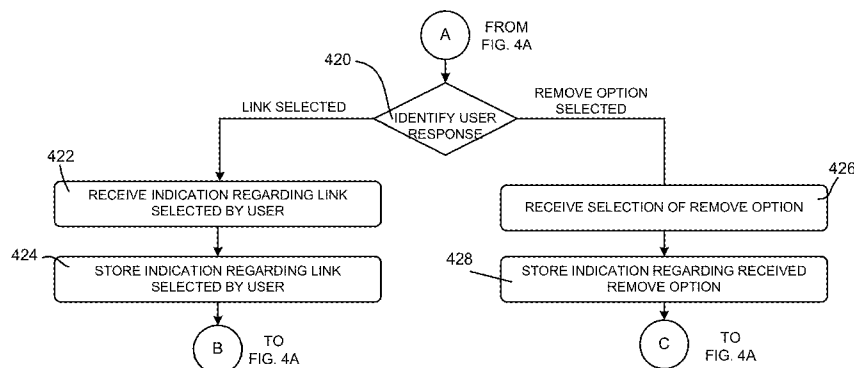 A
FROM
FIG. 4A
420
LINK SELECTED
IDENTIFY USER
RESPONSE
REMOVE OPTION
SELECTED
422
RECEIVE INDICATION REGARDING LINK
SELECTED BY USER
426
RECEIVE SELECTION OF REMOVE OPTION
424
STORE INDICATION REGARDING LINK
SELECTED BY USER
428
STORE INDICATION REGARDING RECEIVED
REMOVE OPTION
B
TO
FIG. 4A
C
TO
FIG. 4A